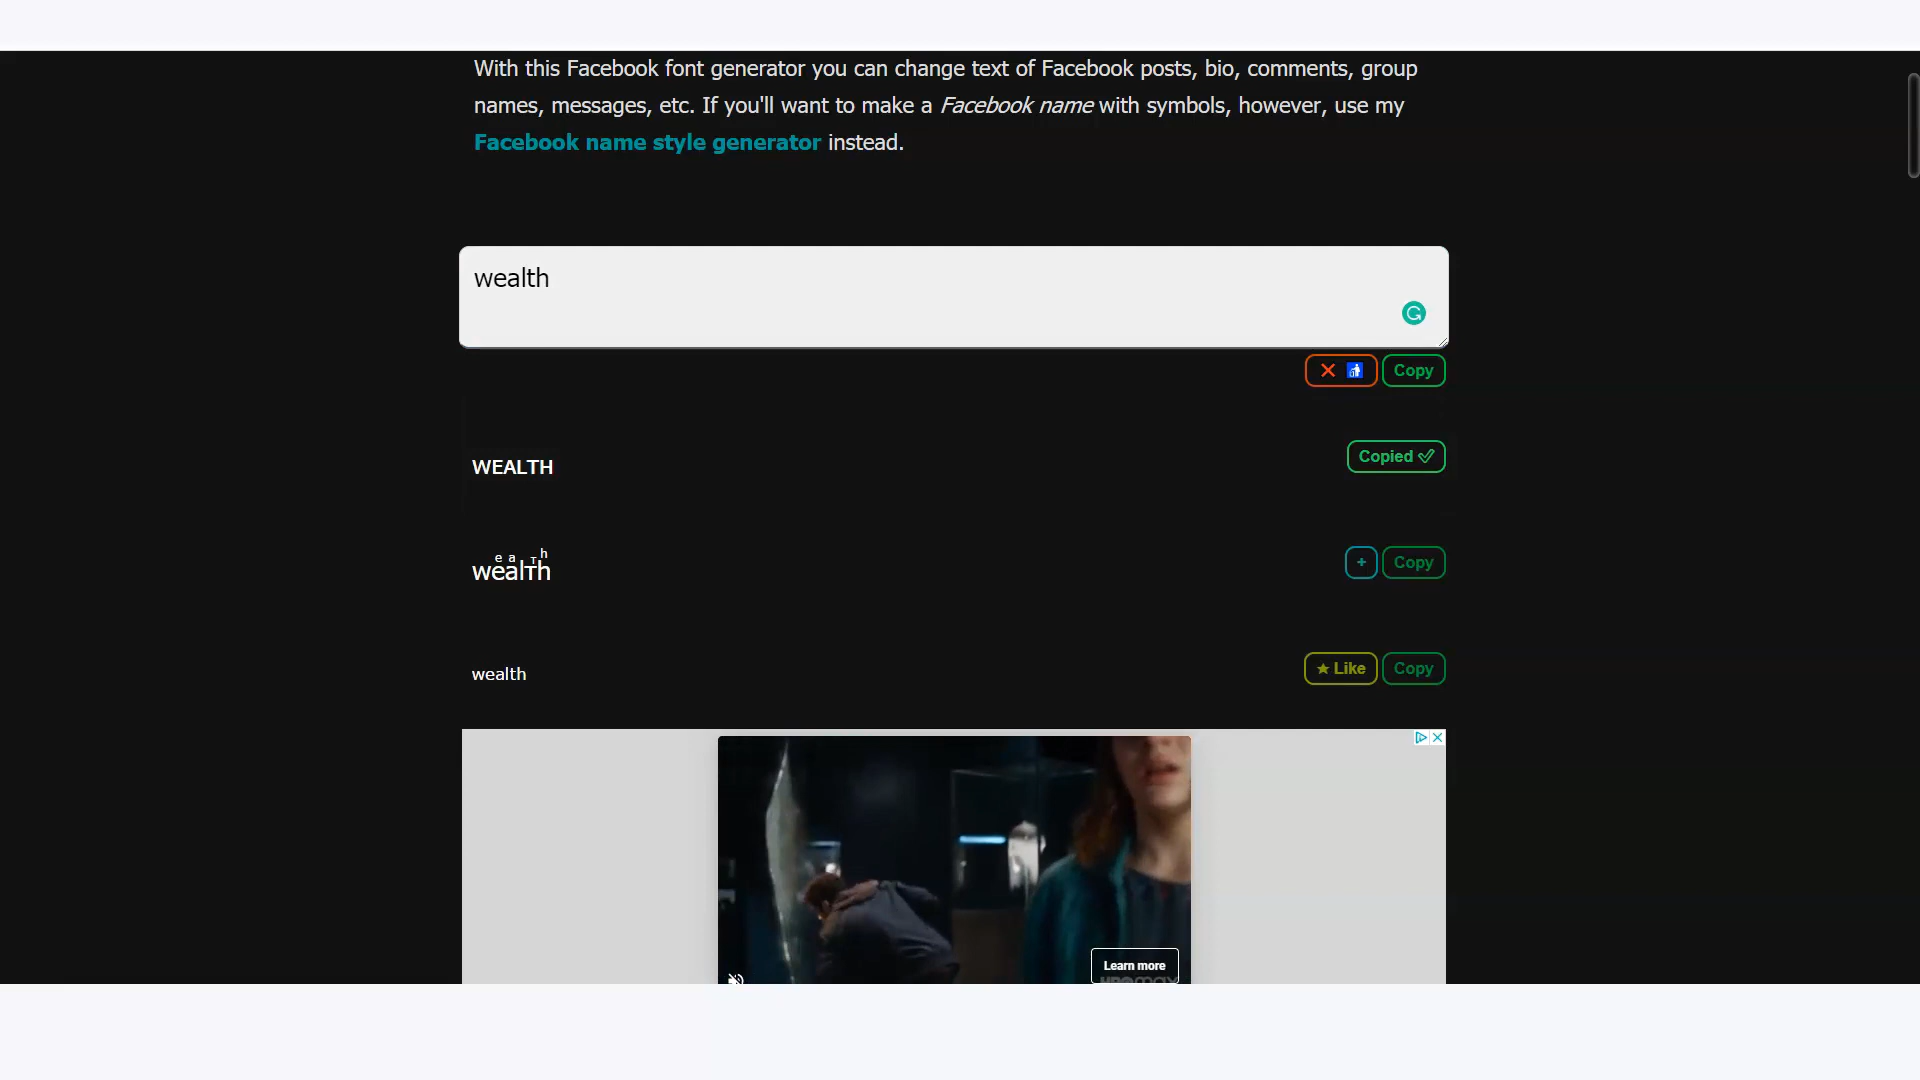 With this Facebook font generator you can change text of Facebook posts, bio, comments, group
names, messages, etc. If you'll want to make a Facebook name with symbols, however, use my
Facebook name style generator instead.
wealth
Copy
WEALTH
Copied ✓
wͤeͣalᴛͪh
+ Copy
wealth
★ Like Copy
Learn more